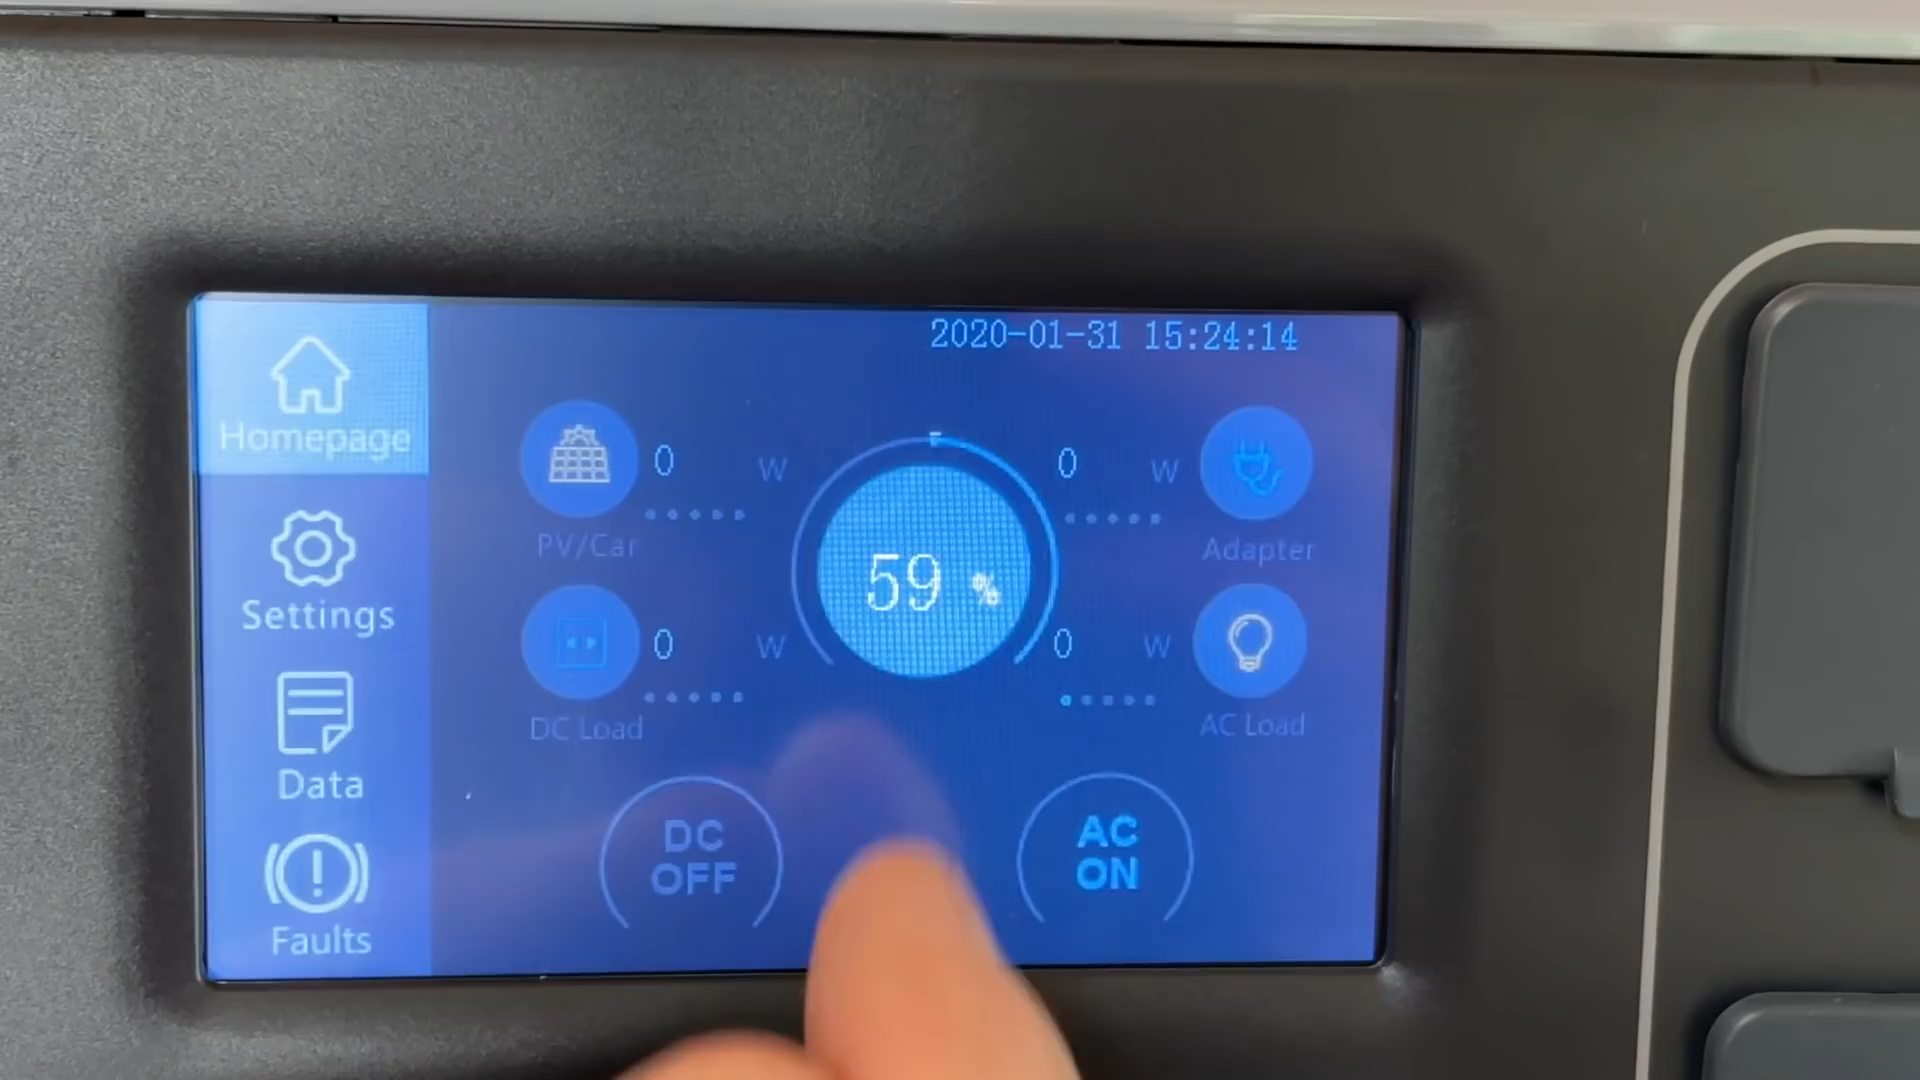 2020-01-31 15:24:14
Homepage
Settings
Data
Faults
0 W
PV/Car
0 W
DC Load
59 %
0 W
Adapter
0 W
AC Load
DC
OFF
AC
ON